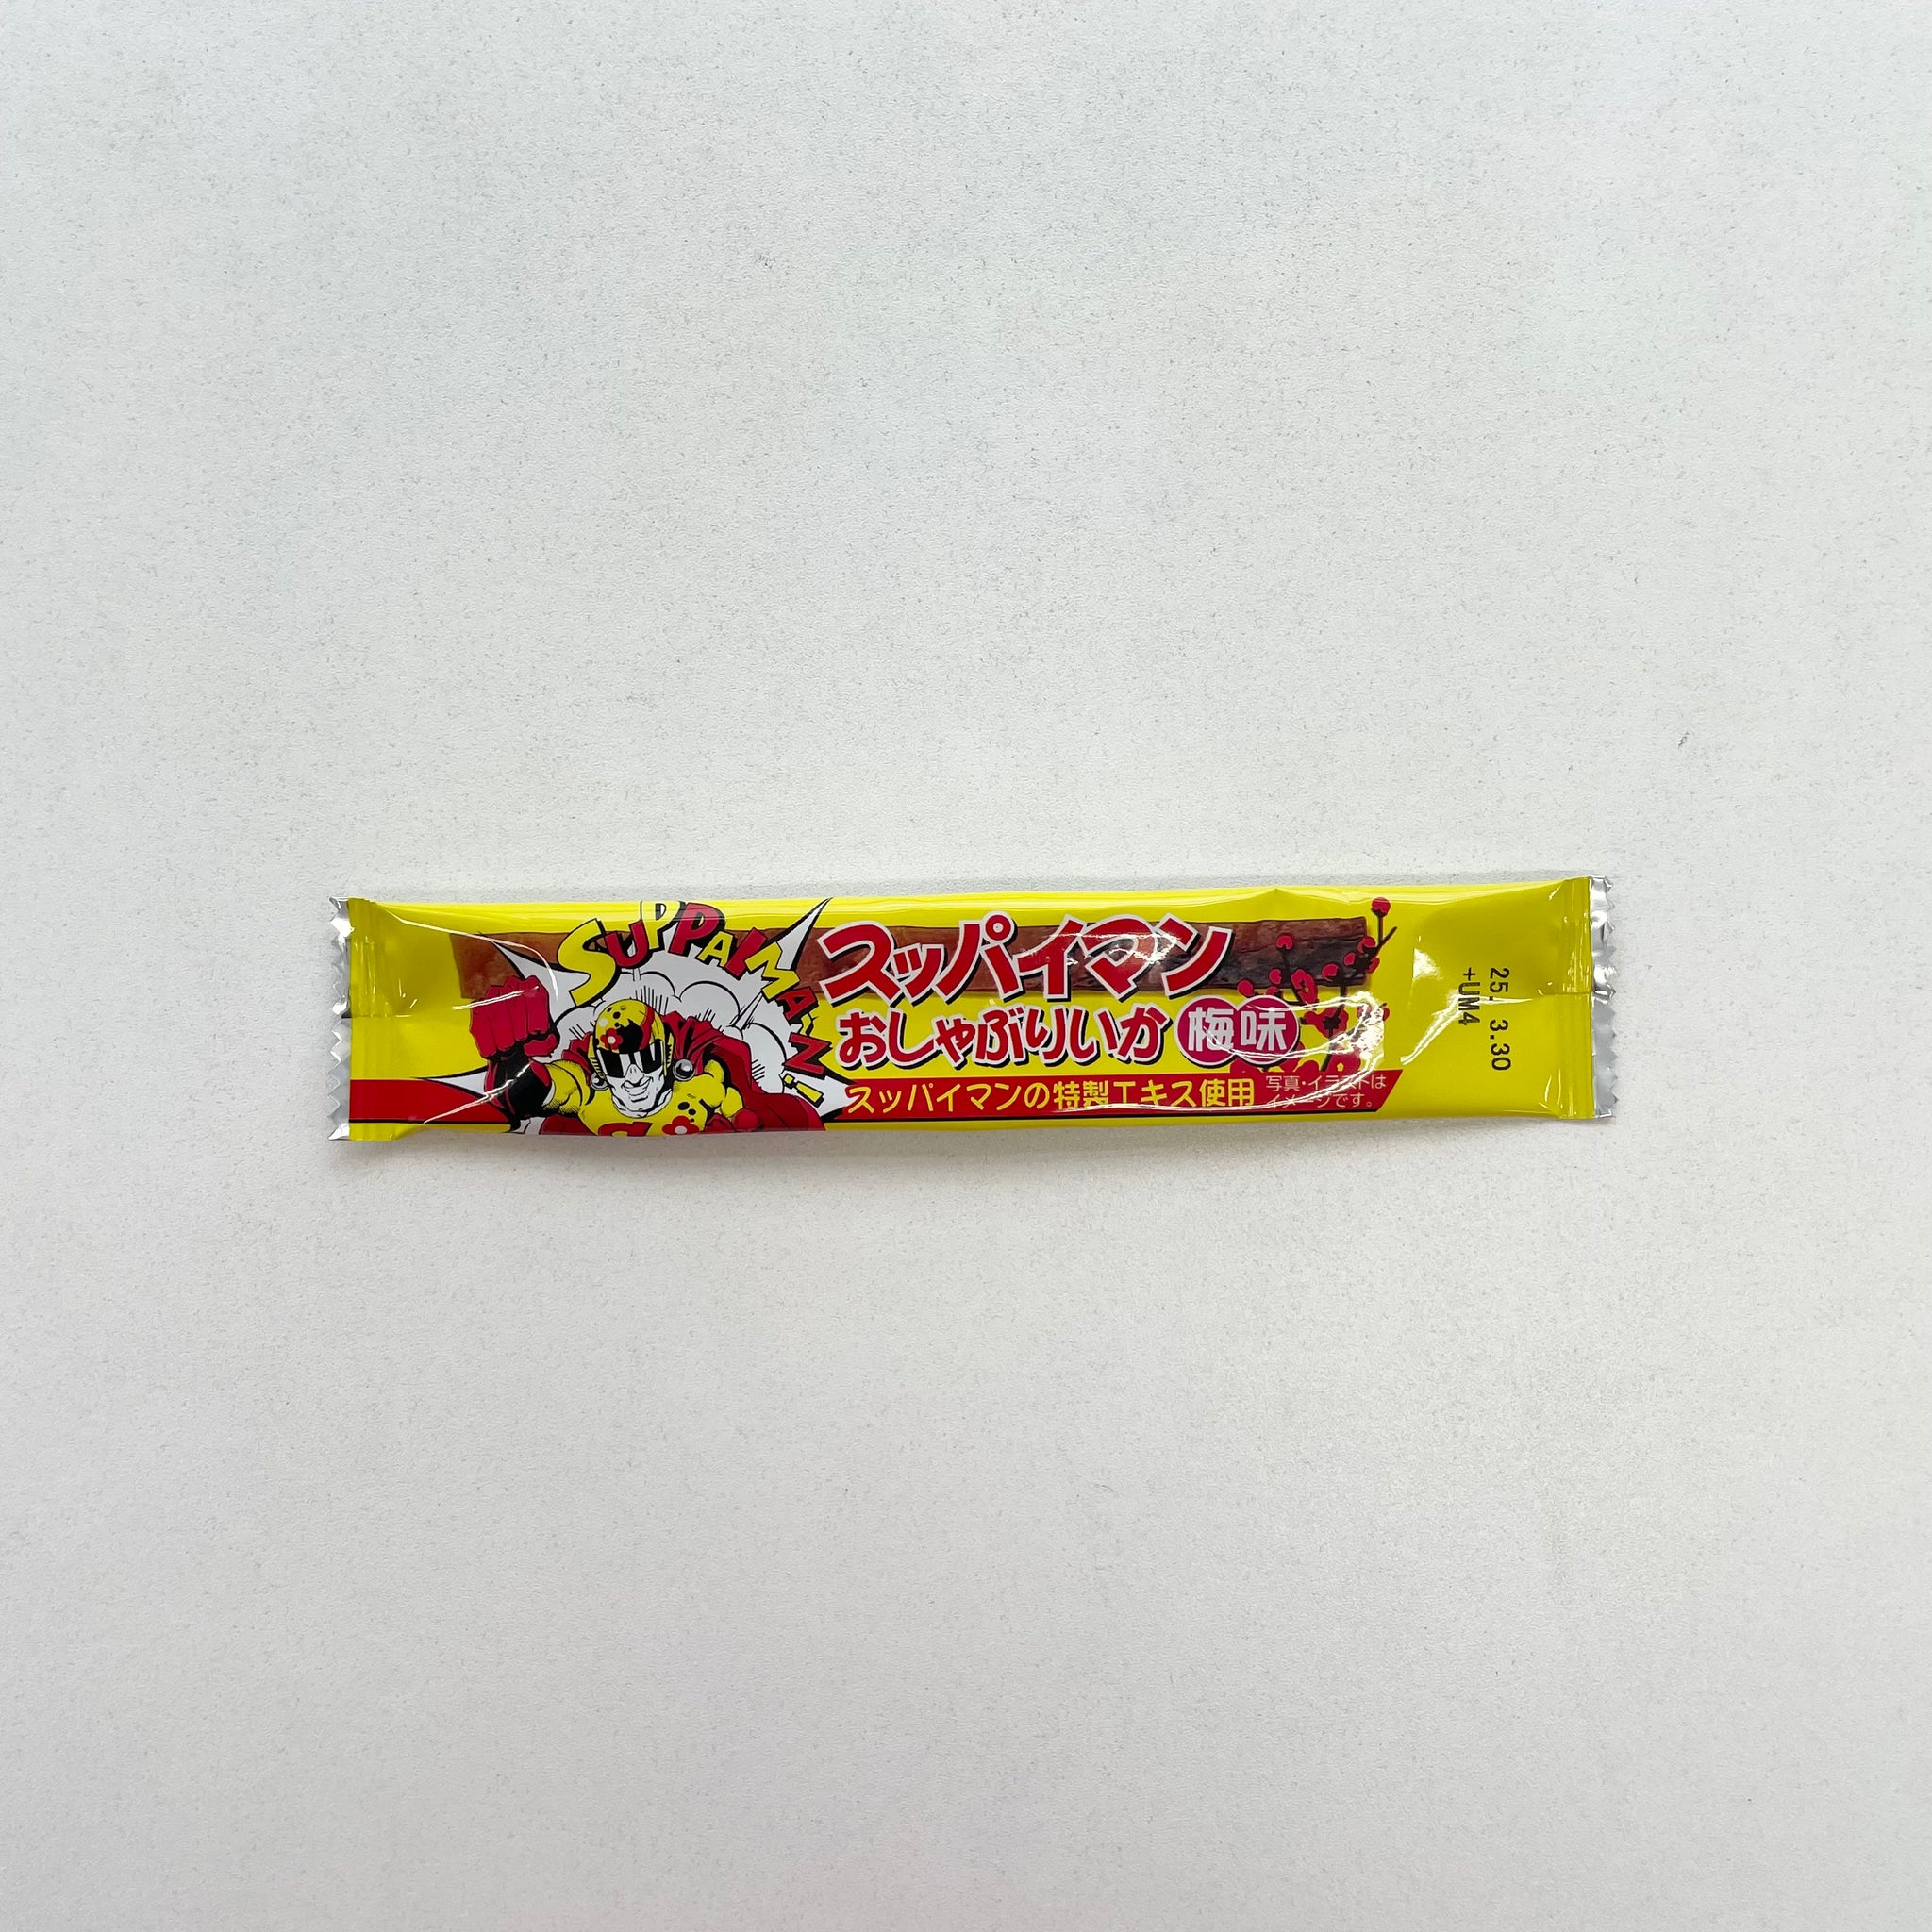 SUPPAIMAN!
スッパイマン
おしゃぶりいか 梅味
スッパイマンの特製エキス使用
写真・イラストは
イメージです。
25. 3.30
+UM4